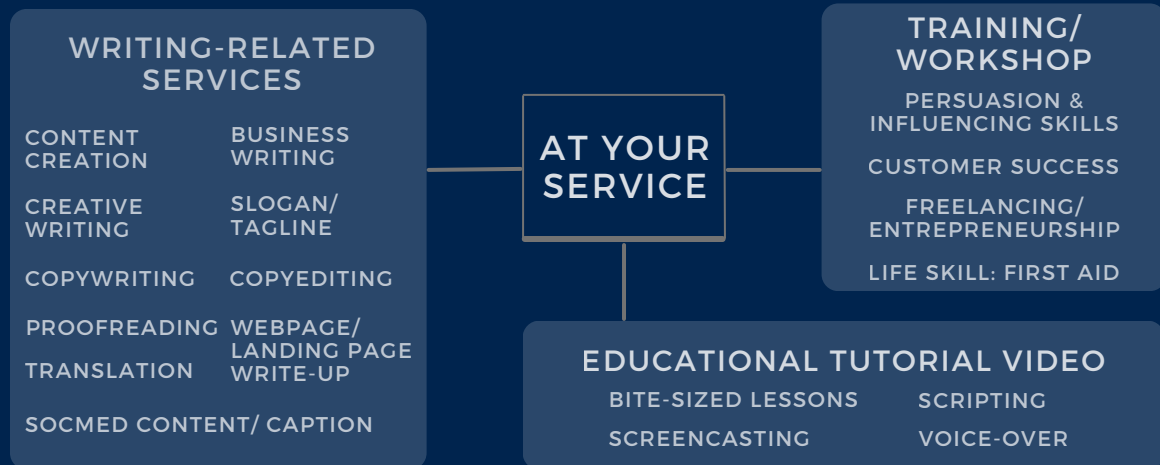 WRITING-RELATED
SERVICES
CONTENT
CREATION
BUSINESS
WRITING
CREATIVE
WRITING
SLOGAN/
TAGLINE
COPYWRITING
COPYEDITING
PROOFREADING
WEBPAGE/
LANDING PAGE
WRITE-UP
TRANSLATION
SOCMED CONTENT/ CAPTION
AT YOUR
SERVICE
TRAINING/
WORKSHOP
PERSUASION &
INFLUENCING SKILLS
CUSTOMER SUCCESS
FREELANCING/
ENTREPRENEURSHIP
LIFE SKILL: FIRST AID
EDUCATIONAL TUTORIAL VIDEO
BITE-SIZED LESSONS
SCRIPTING
SCREENCASTING
VOICE-OVER